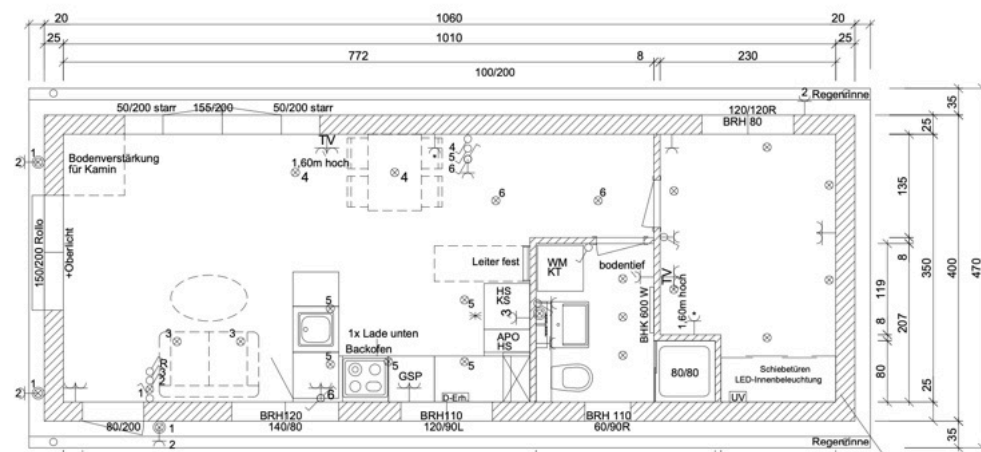 20 1060 20
25 1010 25
772 8 230
100/200
50/200 starr 155/200 50/200 starr
120/120R
BRH 80
2
Regenrinne
35
25
1
2
Bodenverstärkung
für Kamin
TV
1,60m hoch
4
4
4
5
6
6
6
135
8
350
400
470
150/200 Rollo
+Oberlicht
Leiter fest
WM
KT
bodentief
TV
1,60m hoch
BHK 600 W
119
8
207
80
25
HS
KS
3
5
5
APO
HS
3
3
1x Lade unten
Backofen
5
5
GSP
D-Erh.
80/80
Schiebetüren
LED-Innenbeleuchtung
UV
1
2
6
80/200
BRH120
140/80
BRH110
120/90L
BRH 110
60/90R
1
2
Regenrinne
35